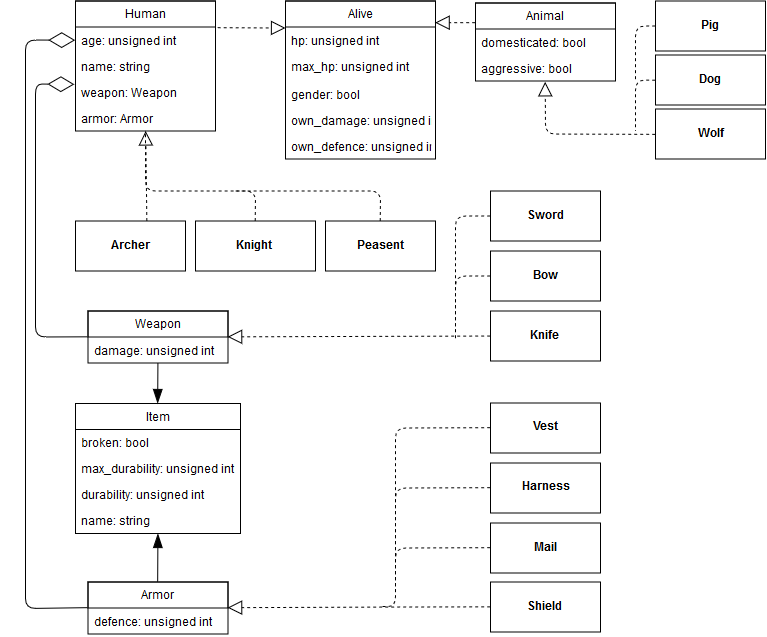 Human
age: unsigned int
name: string
weapon: Weapon
armor: Armor
Alive
hp: unsigned int
max_hp: unsigned int
gender: bool
own_damage: unsigned i
own_defence: unsigned in
Animal
domesticated: bool
aggressive: bool
Pig
Dog
Wolf
Archer
Knight
Peasent
Sword
Bow
Knife
Weapon
damage: unsigned int
Item
broken: bool
max_durability: unsigned int
durability: unsigned int
name: string
Vest
Harness
Mail
Shield
Armor
defence: unsigned int